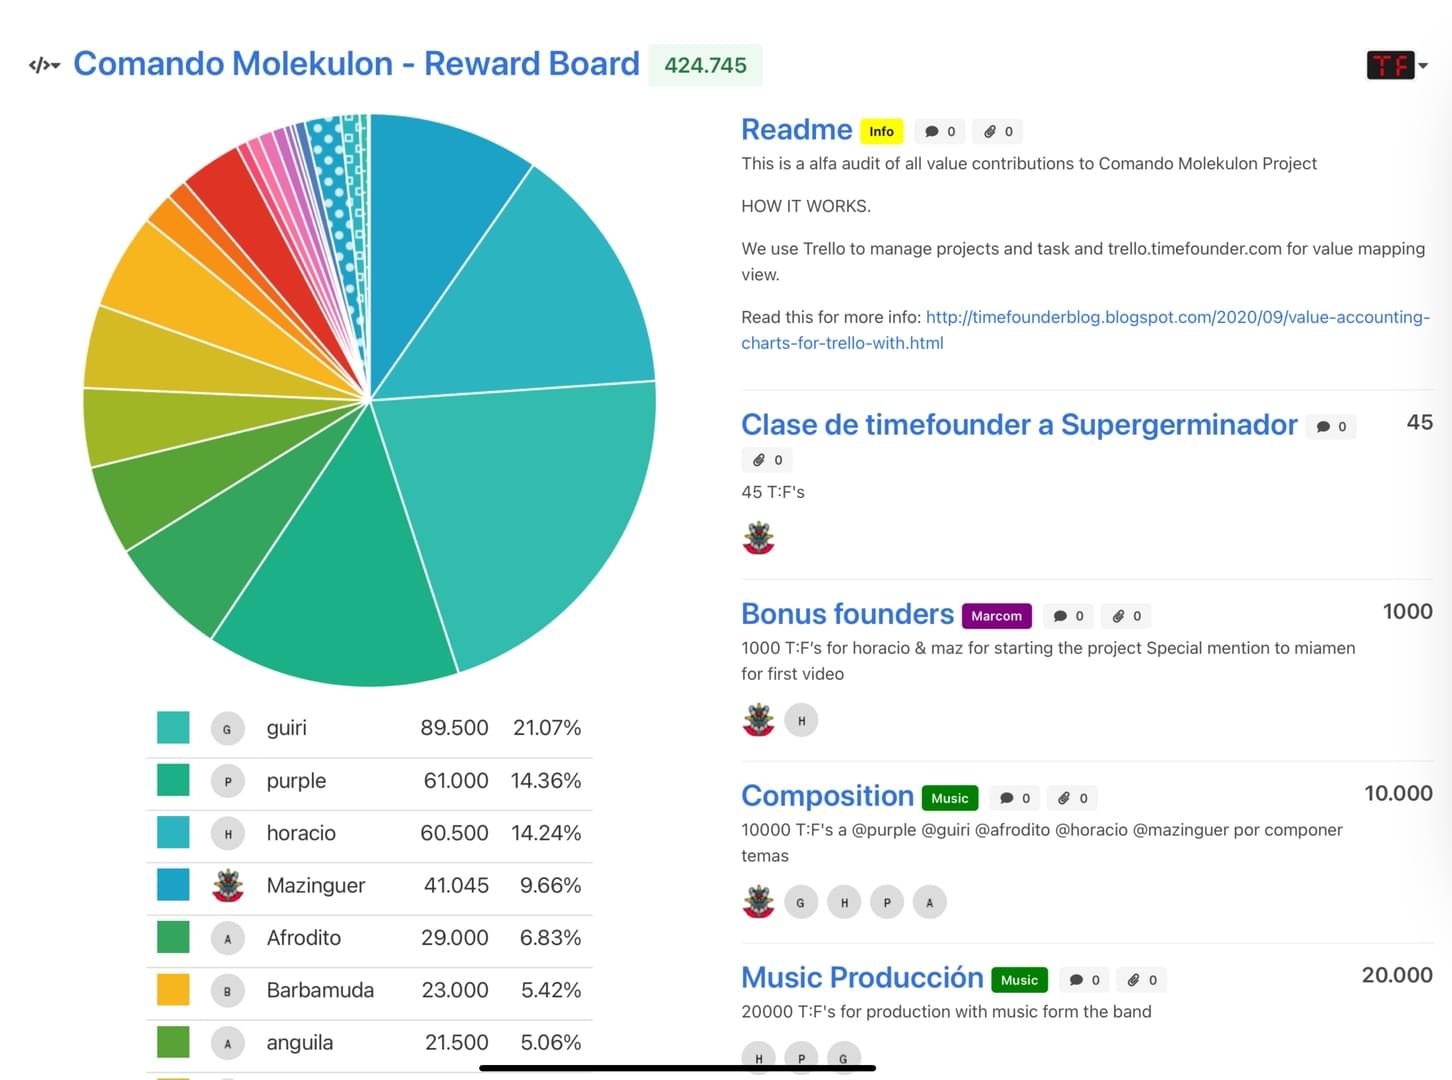 </> Comando Molekulon - Reward Board 424.745
TF
guiri 89.500 21.07%
G
purple 61.000 14.36%
P
horacio 60.500 14.24%
H
Mazinguer 41.045 9.66%
Afrodito 29.000 6.83%
A
Barbamuda 23.000 5.42%
B
anguila 21.500 5.06%
A
Readme Info 0 0
This is a alfa audit of all value contributions to Comando Molekulon Project
HOW IT WORKS.
We use Trello to manage projects and task and trello.timefounder.com for value mapping
view.
Read this for more info: http://timefounderblog.blogspot.com/2020/09/value-accounting-
charts-for-trello-with.html
Clase de timefounder a Supergerminador 0 45
0
45 T:F's
Bonus founders Marcom 0 0 1000
1000 T:F's for horacio & maz for starting the project Special mention to miamen
for first video
H
Composition Music 0 0 10.000
10000 T:F's a @purple @guiri @afrodito @horacio @mazinguer por componer
temas
G H P A
Music Producción Music 0 0 20.000
20000 T:F's for production with music form the band
H P G